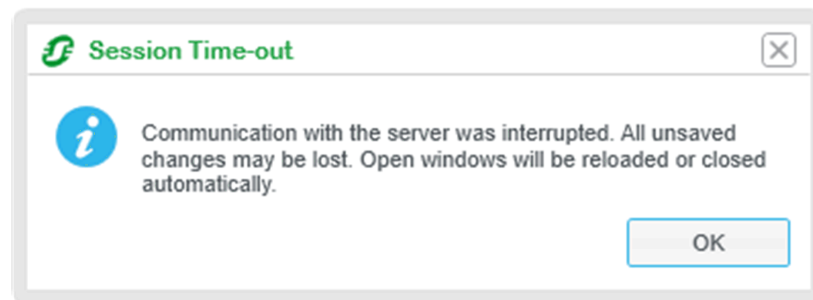 Session Time-out
Communication with the server was interrupted. All unsaved
changes may be lost. Open windows will be reloaded or closed
automatically.
OK